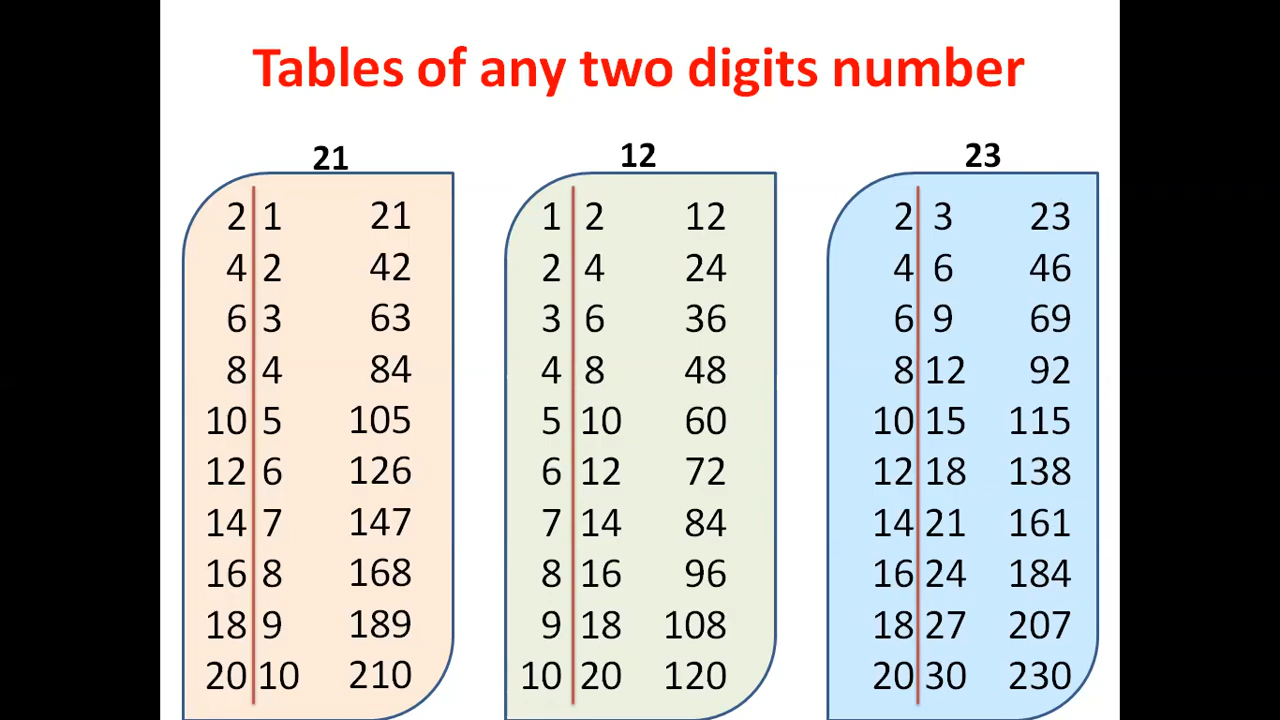 Tables of any two digits number
21 12 23
2 1 21 1 2 12 2 3 23
4 2 42 2 4 24 4 6 46
6 3 63 3 6 36 6 9 69
8 4 84 4 8 48 8 12 92
10 5 105 5 10 60 10 15 115
12 6 126 6 12 72 12 18 138
14 7 147 7 14 84 14 21 161
16 8 168 8 16 96 16 24 184
18 9 189 9 18 108 18 27 207
20 10 210 10 20 120 20 30 230